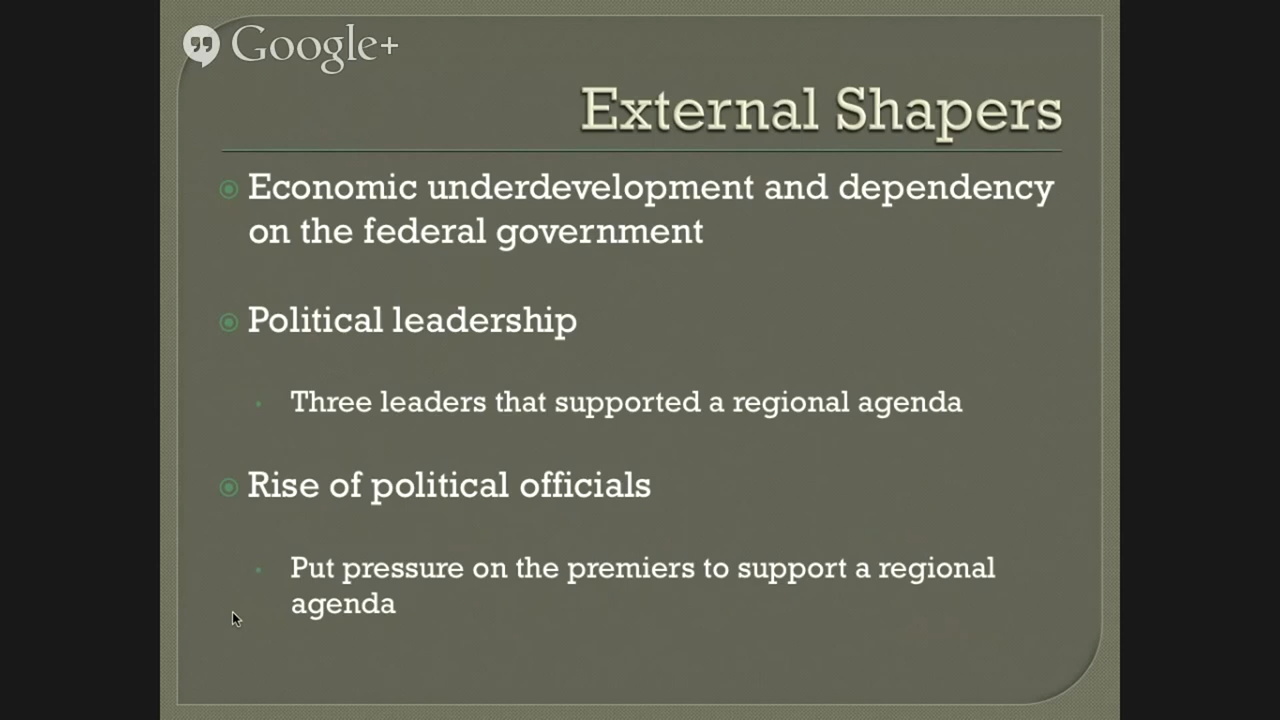 Google+
External Shapers
Economic underdevelopment and dependency
on the federal government
Political leadership
Three leaders that supported a regional agenda
Rise of political officials
Put pressure on the premiers to support a regional
agenda